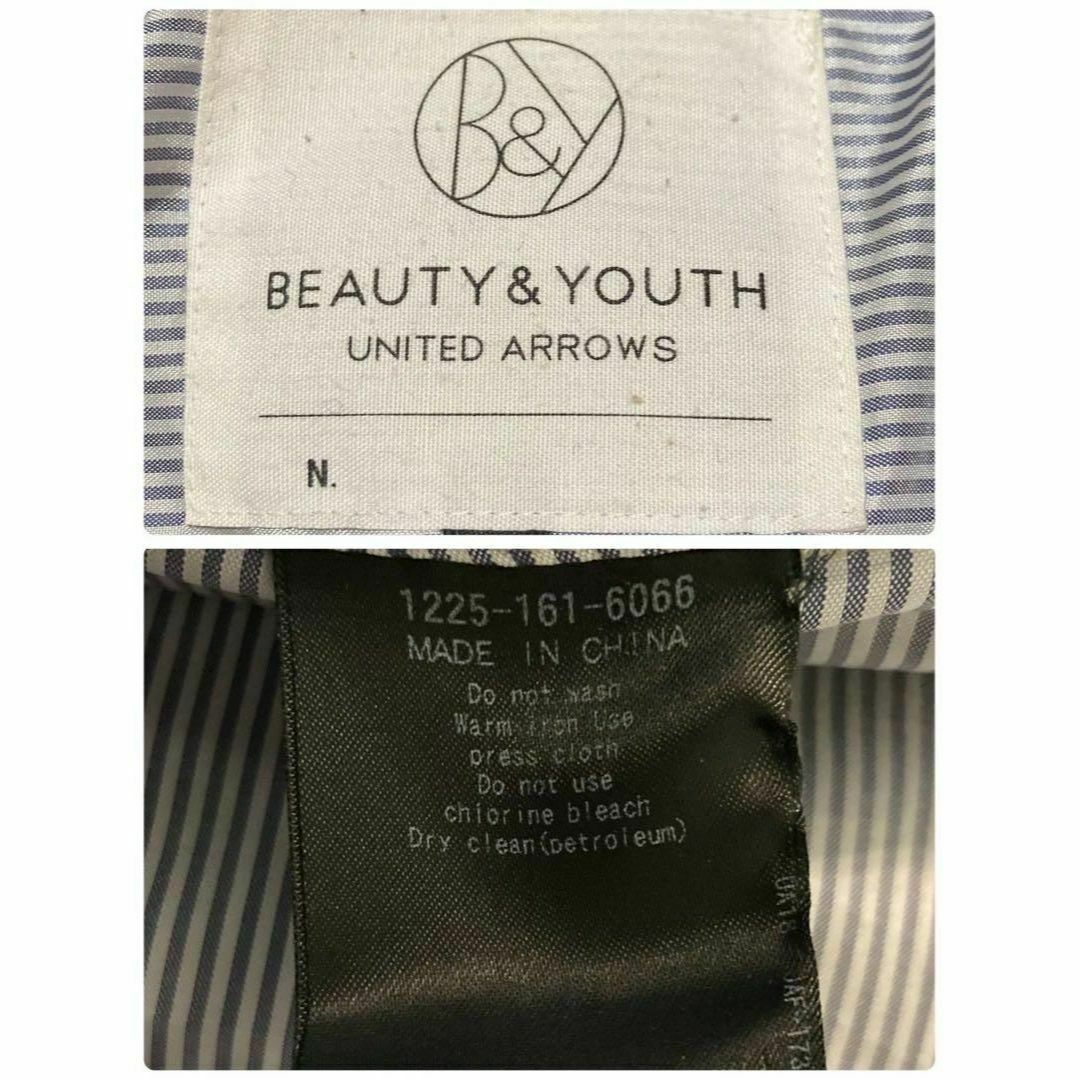 B&Y
BEAUTY & YOUTH
UNITED ARROWS
N.
1225-161-6066
MADE IN CHINA
Do not wash
Warm iron Use
press cloth
Do not use
chlorine bleach
Dry clean(petroleum)